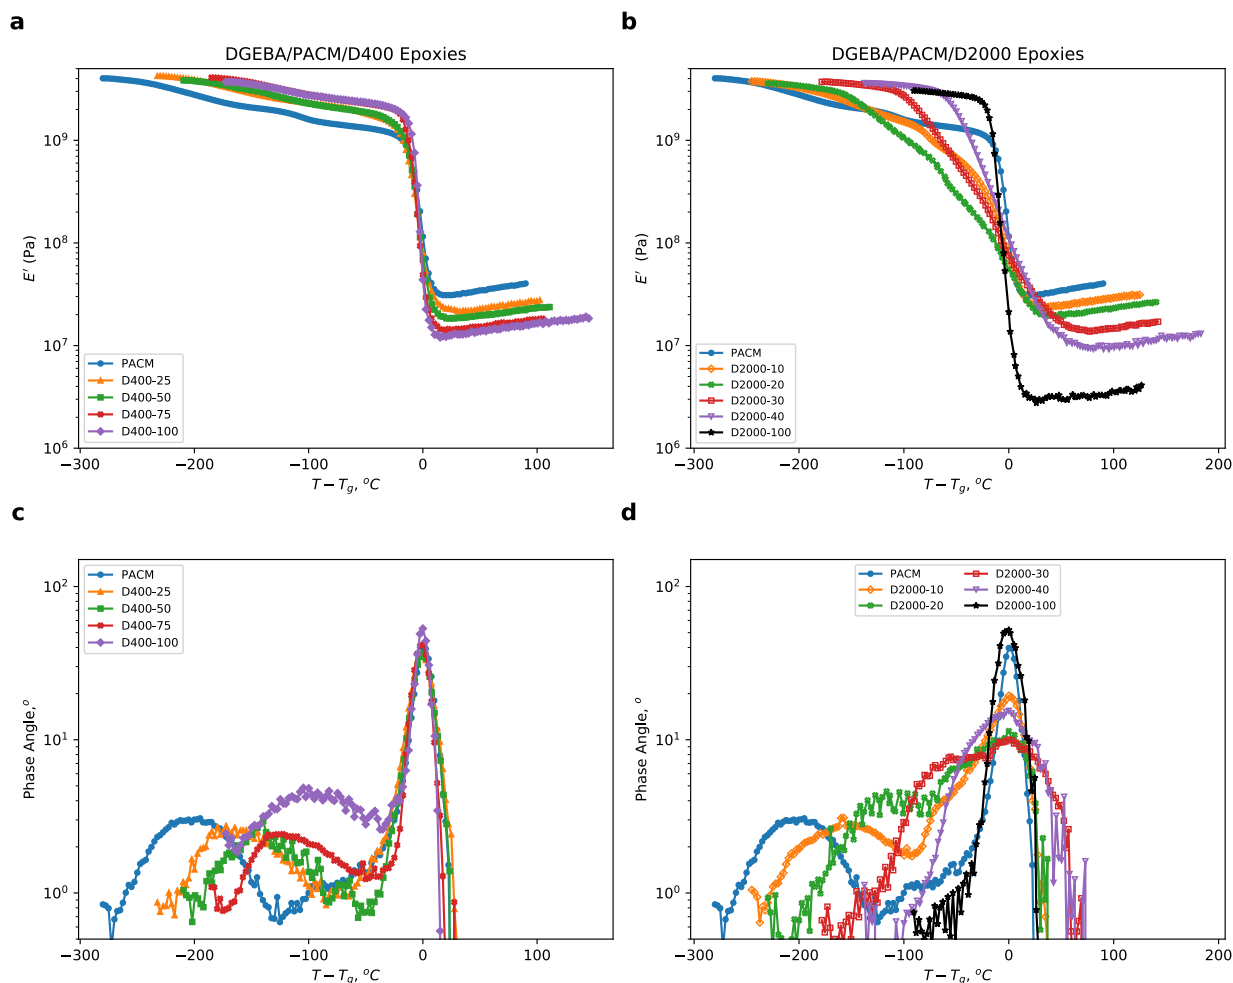 a
DGEBA/PACM/D400 Epoxies
10⁹
10⁸
10⁷
10⁶
E′ (Pa)
PACM
D400-25
D400-50
D400-75
D400-100
−300 −200 −100 0 100
T − Tg, °C
b
DGEBA/PACM/D2000 Epoxies
10⁹
10⁸
10⁷
10⁶
E′ (Pa)
PACM
D2000-10
D2000-20
D2000-30
D2000-40
D2000-100
−300 −200 −100 0 100 200
T − Tg, °C
c
10²
10¹
10⁰
Phase Angle, °
PACM
D400-25
D400-50
D400-75
D400-100
−300 −200 −100 0 100
T − Tg, °C
d
10²
10¹
10⁰
Phase Angle, °
PACM D2000-30
D2000-10 D2000-40
D2000-20 D2000-100
−300 −200 −100 0 100 200
T − Tg, °C